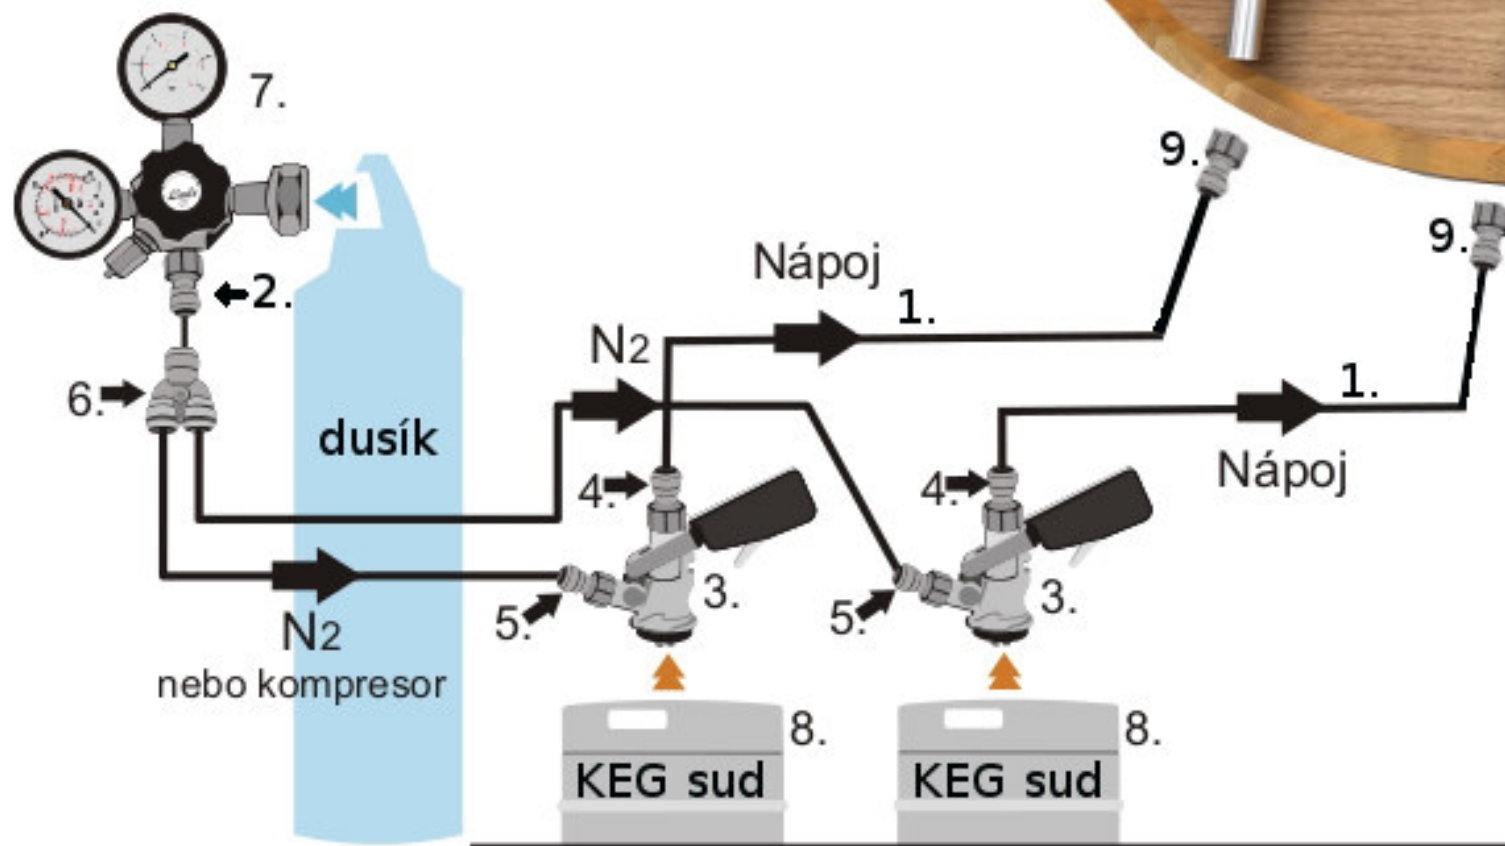 7.
9.
9.
Nápoj
←2.
1.
N2
1.
6.
dusík
Nápoj
4.
4.
3.
3.
5.
5.
N2
nebo kompresor
8.
8.
KEG sud
KEG sud